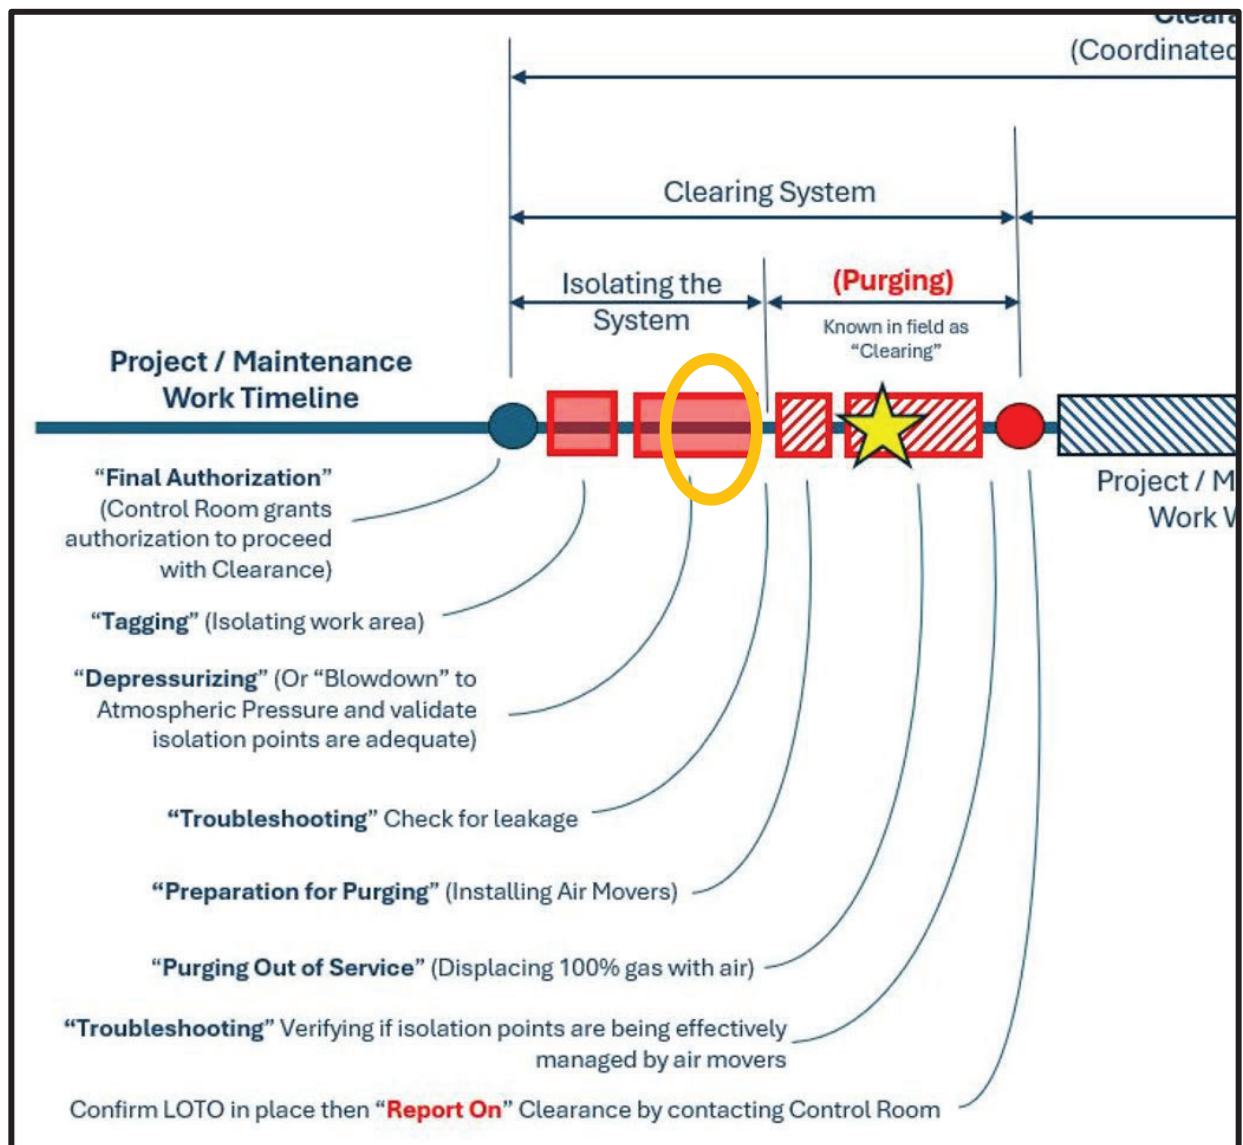 (Coordinated
Clearing System
Isolating the
System
(Purging)
Known in field as
“Clearing”
Project / Maintenance
Work Timeline
“Final Authorization”
(Control Room grants
authorization to proceed
with Clearance)
“Tagging” (Isolating work area)
“Depressurizing” (Or “Blowdown” to
Atmospheric Pressure and validate
isolation points are adequate)
“Troubleshooting” Check for leakage
“Preparation for Purging” (Installing Air Movers)
“Purging Out of Service” (Displacing 100% gas with air)
“Troubleshooting” Verifying if isolation points are being effectively
managed by air movers
Confirm LOTO in place then “Report On” Clearance by contacting Control Room
Project / M
Work